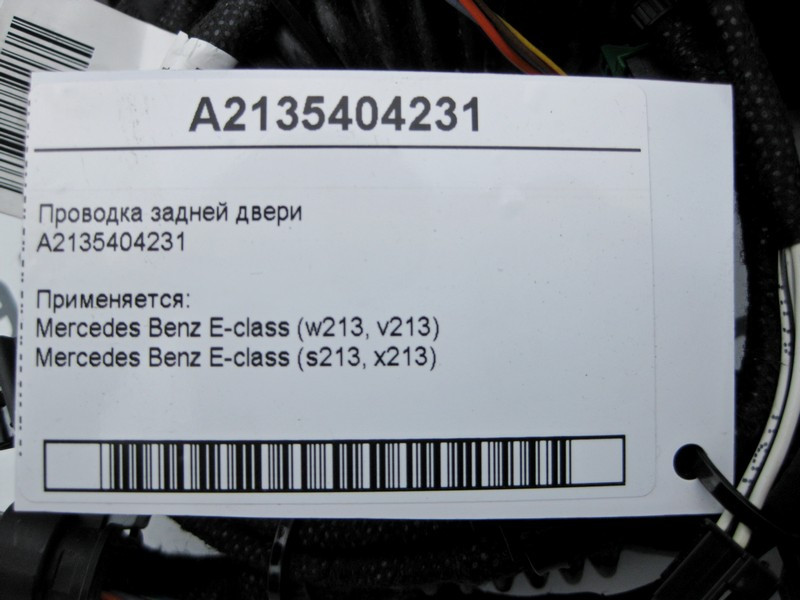 A2135404231
Проводка задней двери
A2135404231
Применяется:
Mercedes Benz E-class (w213, v213)
Mercedes Benz E-class (s213, x213)